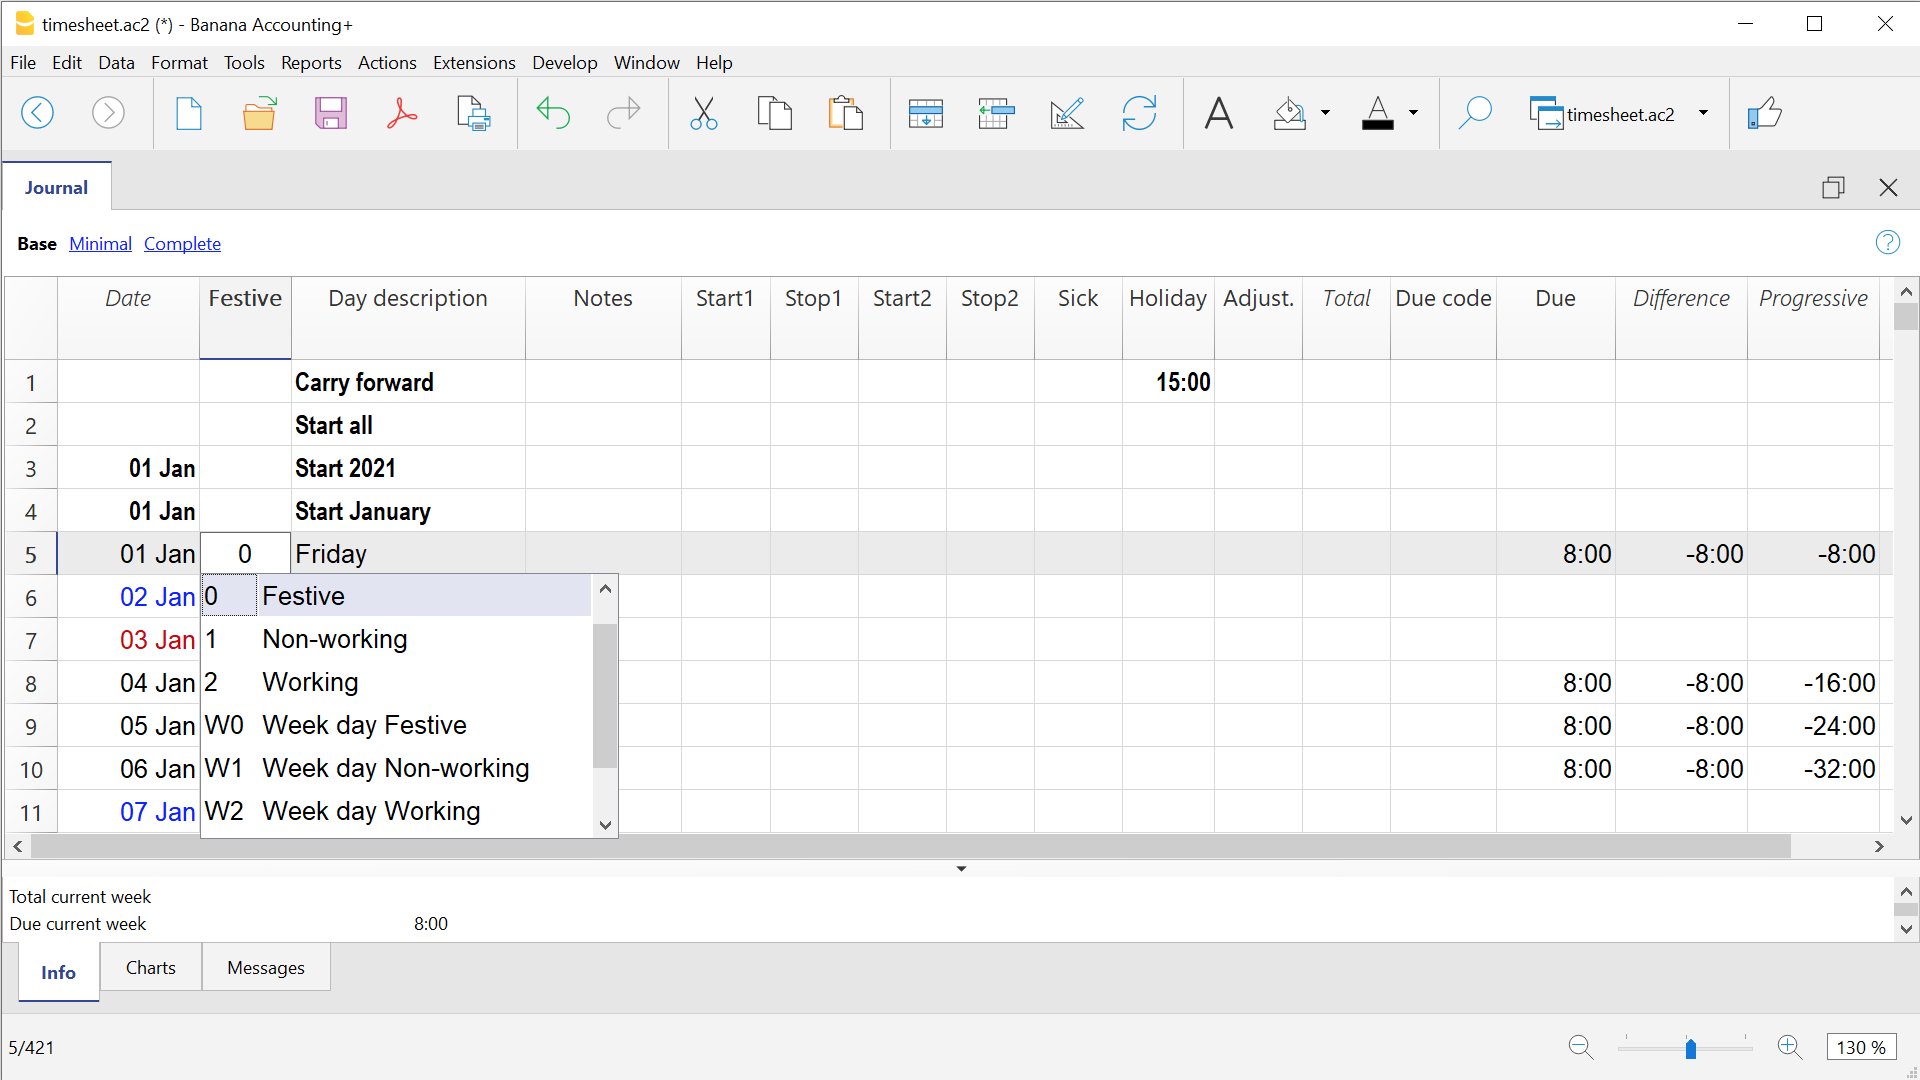 timesheet.ac2 (*) - Banana Accounting+
File Edit Data Format Tools Reports Actions Extensions Develop Window Help
timesheet.ac2
Journal
Base Minimal Complete
Date Festive Day description Notes Start1 Stop1 Start2 Stop2 Sick Holiday Adjust. Total Due code Due Difference Progressive
1 Carry forward 15:00
2 Start all
3 01 Jan Start 2021
4 01 Jan Start January
5 01 Jan 0 Friday 8:00 -8:00 -8:00
6 02 Jan 0 Festive
7 03 Jan 1 Non-working
8 04 Jan 2 Working 8:00 -8:00 -16:00
9 05 Jan W0 Week day Festive 8:00 -8:00 -24:00
10 06 Jan W1 Week day Non-working 8:00 -8:00 -32:00
11 07 Jan W2 Week day Working
Total current week
Due current week 8:00
Info Charts Messages
5/421 130 %